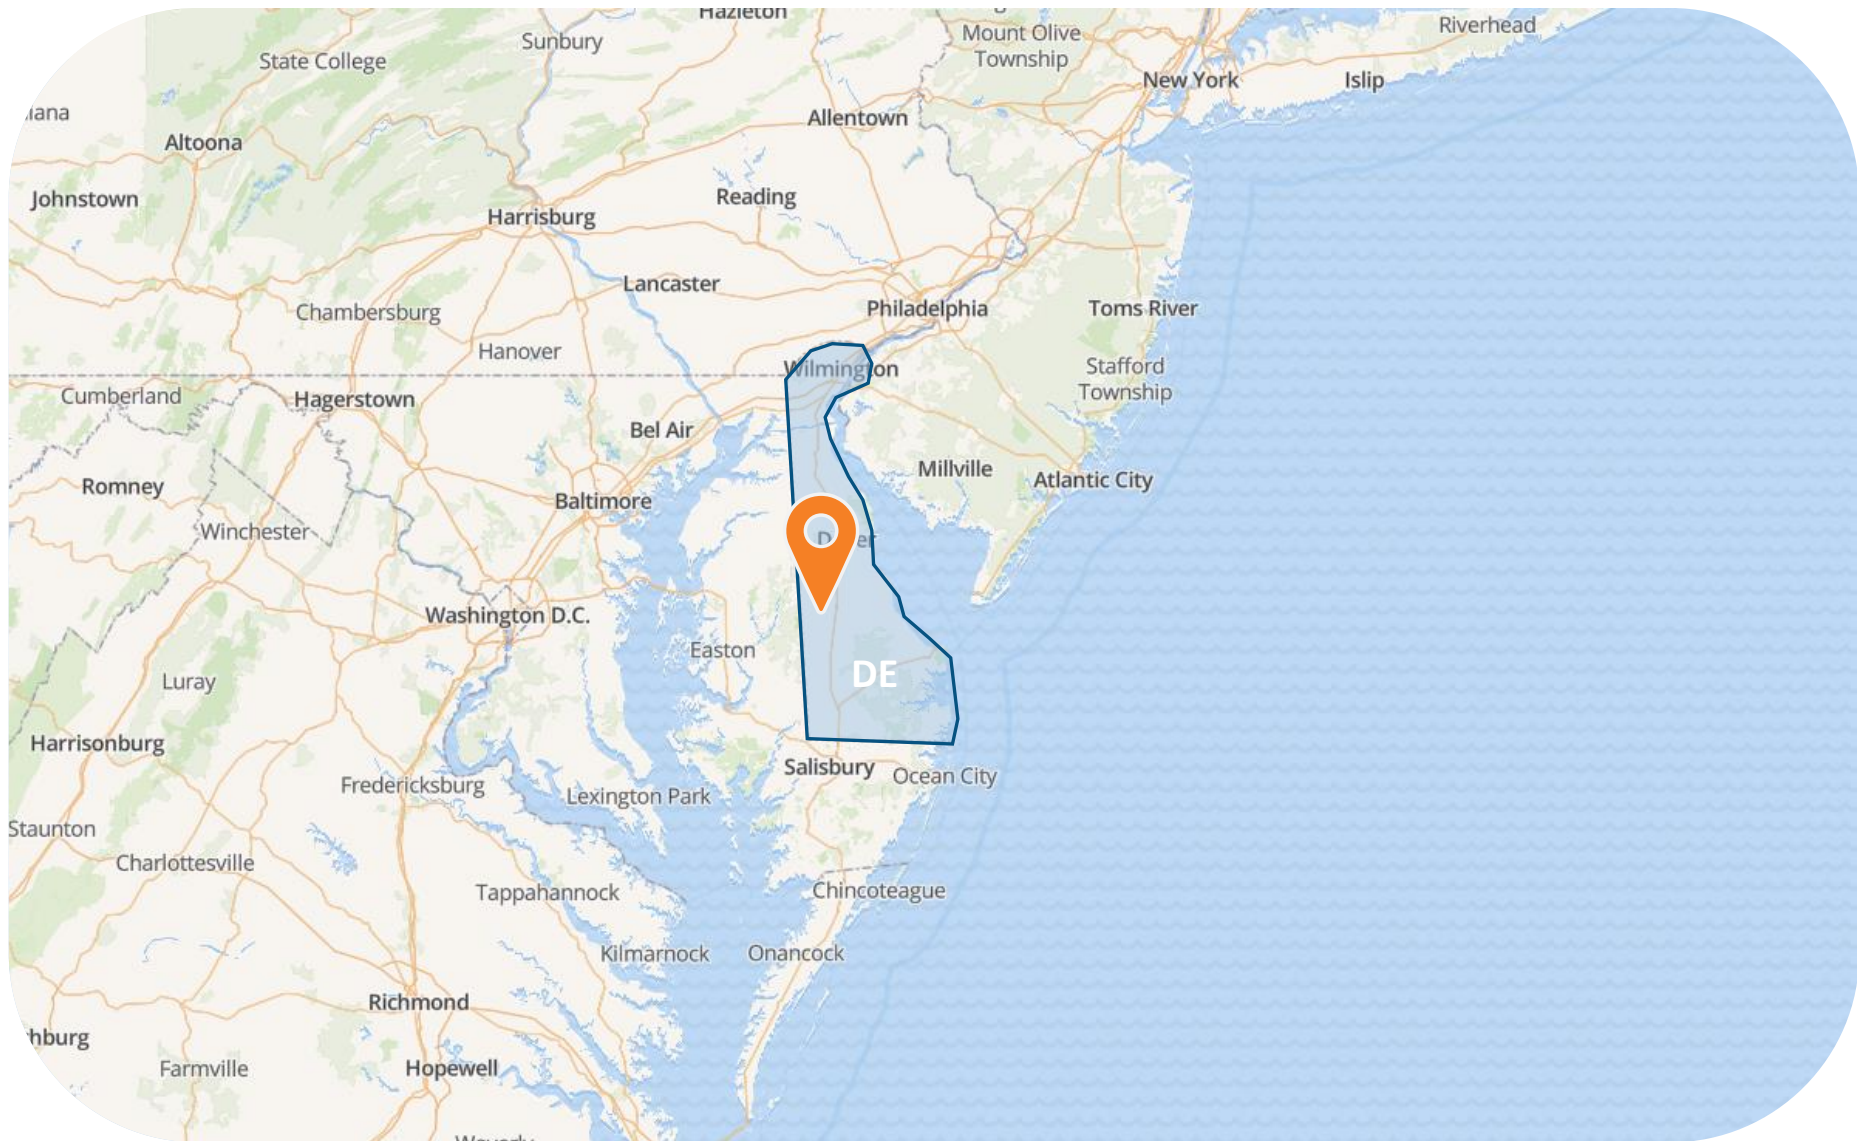 Hazleton
Riverhead
Mount Olive
Township
Sunbury
State College
New York
Islip
Allentown
Altoona
Reading
Johnstown
Harrisburg
Lancaster
Philadelphia
Toms River
Chambersburg
Hanover
Wilmington
Stafford
Township
Cumberland
Hagerstown
Bel Air
Millville
Atlantic City
Romney
Baltimore
Winchester
Washington D.C.
Easton
DE
Luray
Harrisonburg
Salisbury
Ocean City
Fredericksburg
Lexington Park
Staunton
Charlottesville
Tappahannock
Chincoteague
Kilmarnock
Onancock
Richmond
hburg
Farmville
Hopewell